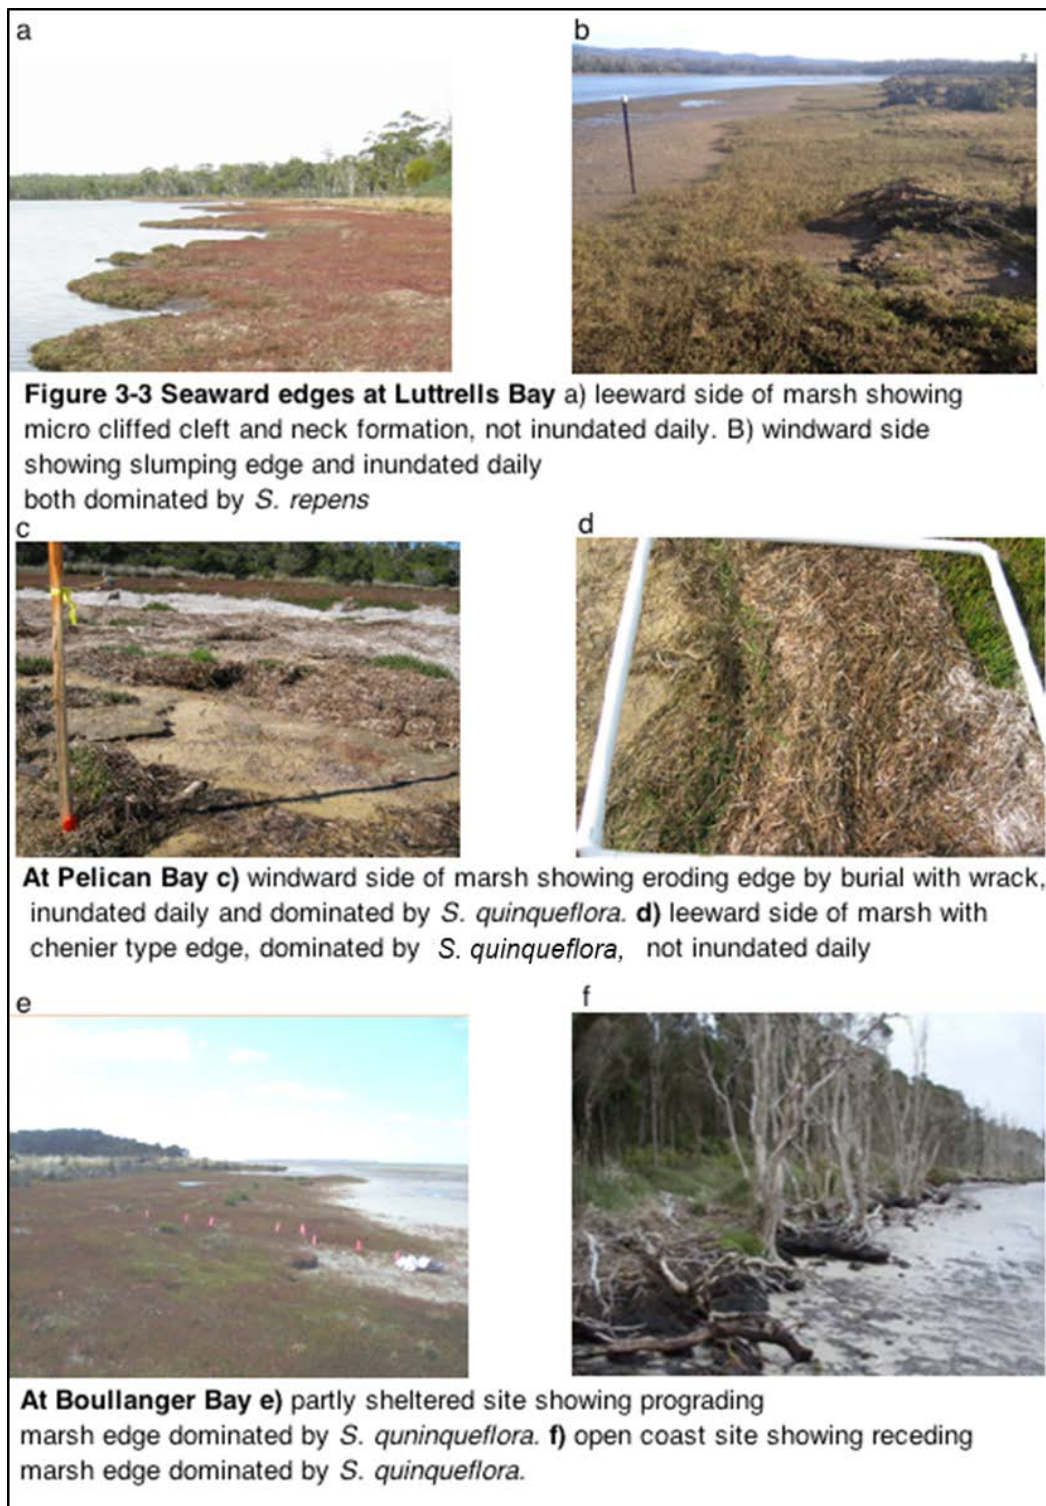 a
b
Figure 3-3 Seaward edges at Luttrells Bay a) leeward side of marsh showing
micro cliffed cleft and neck formation, not inundated daily. B) windward side
showing slumping edge and inundated daily
both dominated by S. repens
c
d
At Pelican Bay c) windward side of marsh showing eroding edge by burial with wrack,
inundated daily and dominated by S. quinqueflora. d) leeward side of marsh with
chenier type edge, dominated by S. quinqueflora, not inundated daily
e
f
At Boullanger Bay e) partly sheltered site showing prograding
marsh edge dominated by S. quninqueflora. f) open coast site showing receding
marsh edge dominated by S. quinqueflora.